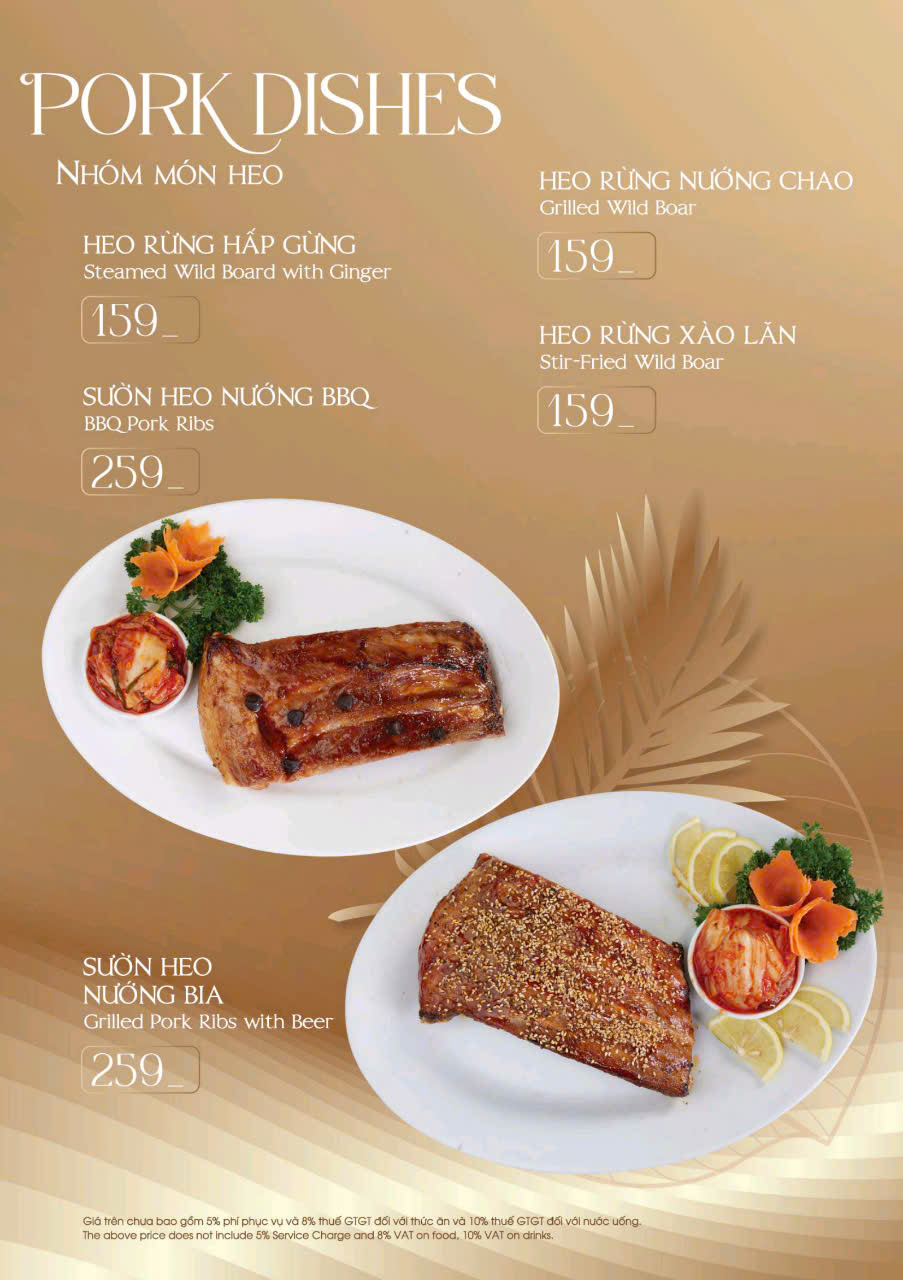 PORK DISHES
NHÓM MÓN HEO
HEO RỪNG HẤP GỪNG
Steamed Wild Board with Ginger
159_
SƯỜN HEO NƯỚNG BBQ
BBQ Pork Ribs
259_
HEO RỪNG NƯỚNG CHAO
Grilled Wild Boar
159_
HEO RỪNG XÀO LĂN
Stir-Fried Wild Boar
159_
SƯỜN HEO
NƯỚNG BIA
Grilled Pork Ribs with Beer
259_
Giá trên chưa bao gồm 5% phí phục vụ và 8% thuế GTGT đối với thức ăn và 10% thuế GTGT đối với nước uống.
The above price does not include 5% Service Charge and 8% VAT on food, 10% VAT on drinks.